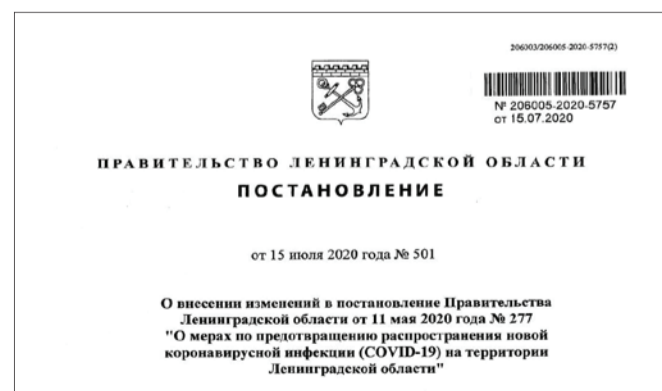 206003/206005-2020-5757(2)
№ 206005-2020-5757
от 15.07.2020
ПРАВИТЕЛЬСТВО ЛЕНИНГРАДСКОЙ ОБЛАСТИ
ПОСТАНОВЛЕНИЕ
от 15 июля 2020 года № 501
О внесении изменений в постановление Правительства
Ленинградской области от 11 мая 2020 года № 277
"О мерах по предотвращению распространения новой
коронавирусной инфекции (COVID-19) на территории
Ленинградской области"